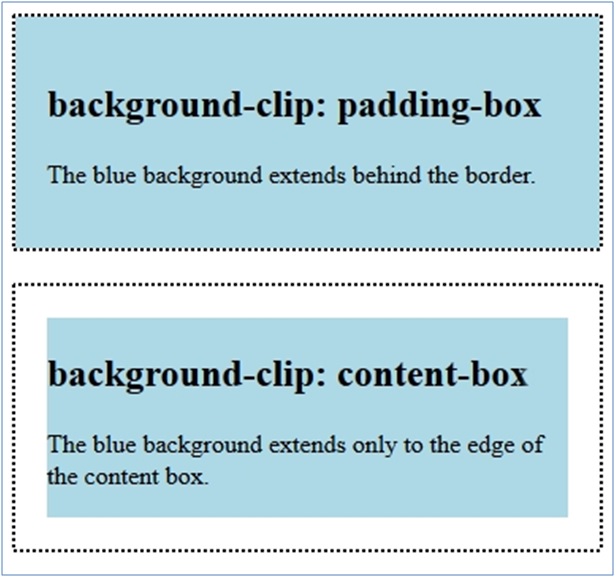 background-clip: padding-box
The blue background extends behind the border.
background-clip: content-box
The blue background extends only to the edge of
the content box.